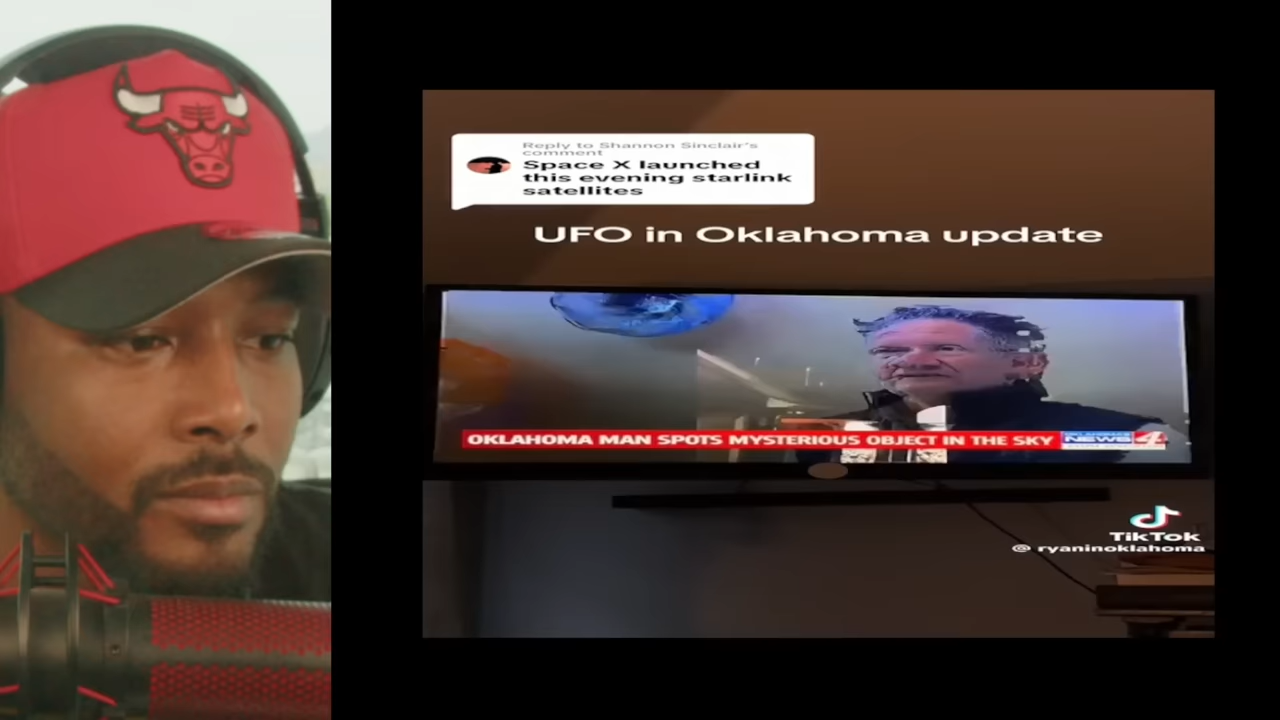 Reply to Shannon Sinclair's
comment
Space X launched
this evening starlink
satellites
UFO in Oklahoma update
OKLAHOMA MAN SPOTS MYSTERIOUS OBJECT IN THE SKY
NEWS 4
TikTok
@ ryaninoklahoma